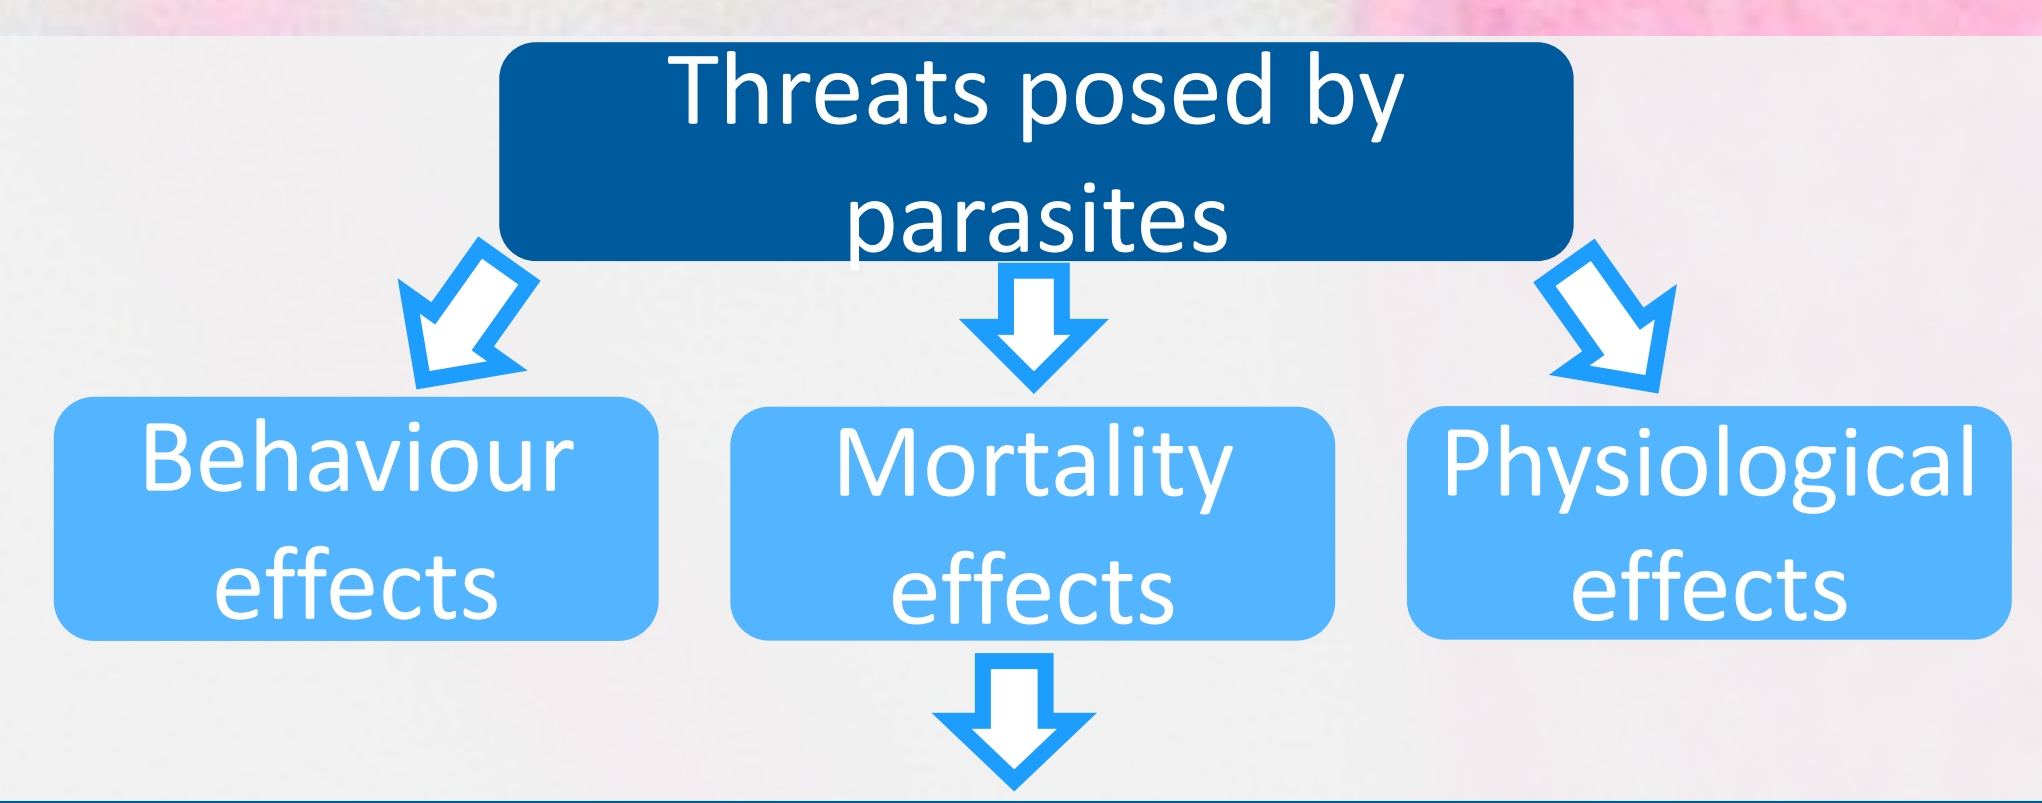 Threats posed by
parasites
Behaviour
effects
Mortality
effects
Physiological
effects